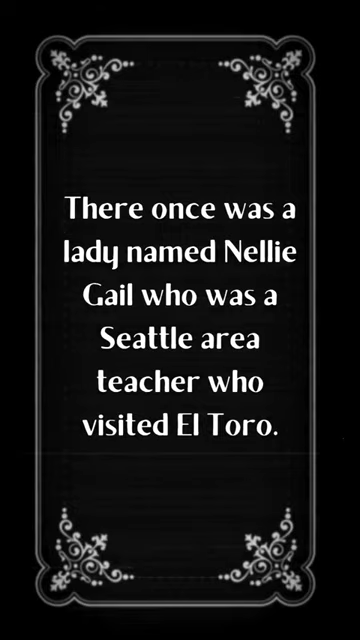 There once was a
lady named Nellie
Gail who was a
Seattle area
teacher who
visited El Toro.